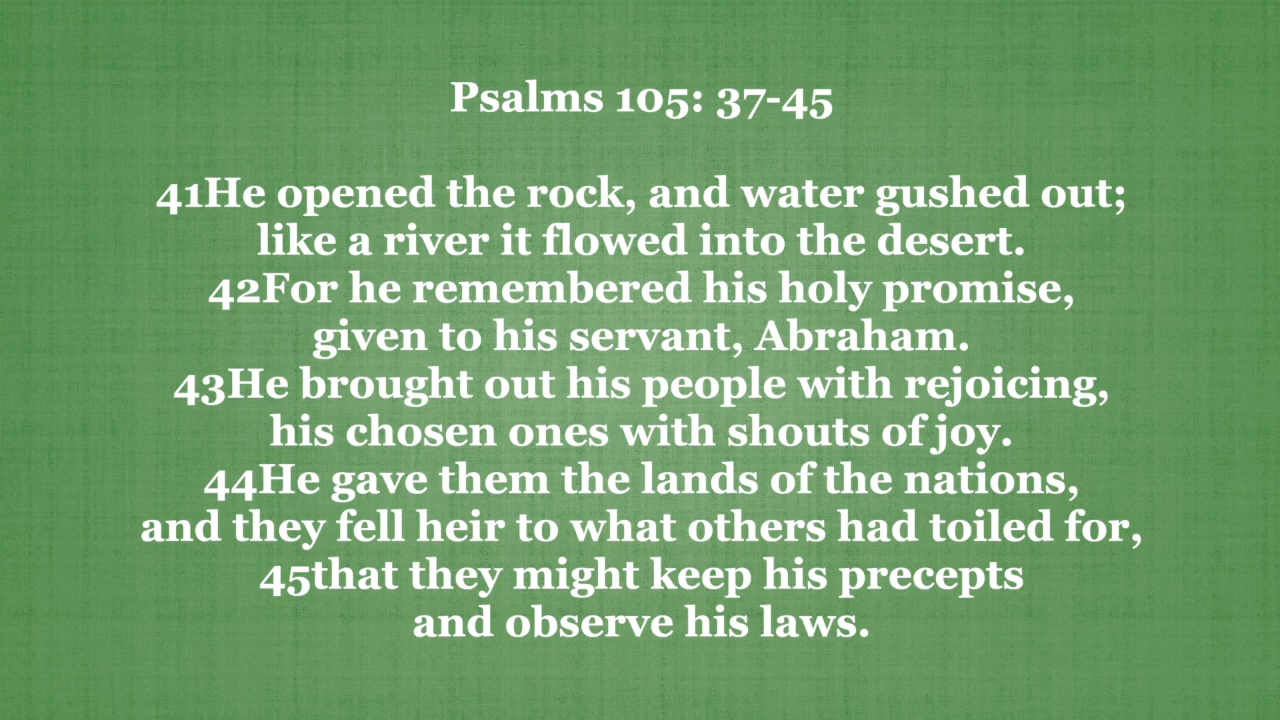 Psalms 105: 37-45
41He opened the rock, and water gushed out;
like a river it flowed into the desert.
42For he remembered his holy promise,
given to his servant, Abraham.
43He brought out his people with rejoicing,
his chosen ones with shouts of joy.
44He gave them the lands of the nations,
and they fell heir to what others had toiled for,
45that they might keep his precepts
and observe his laws.